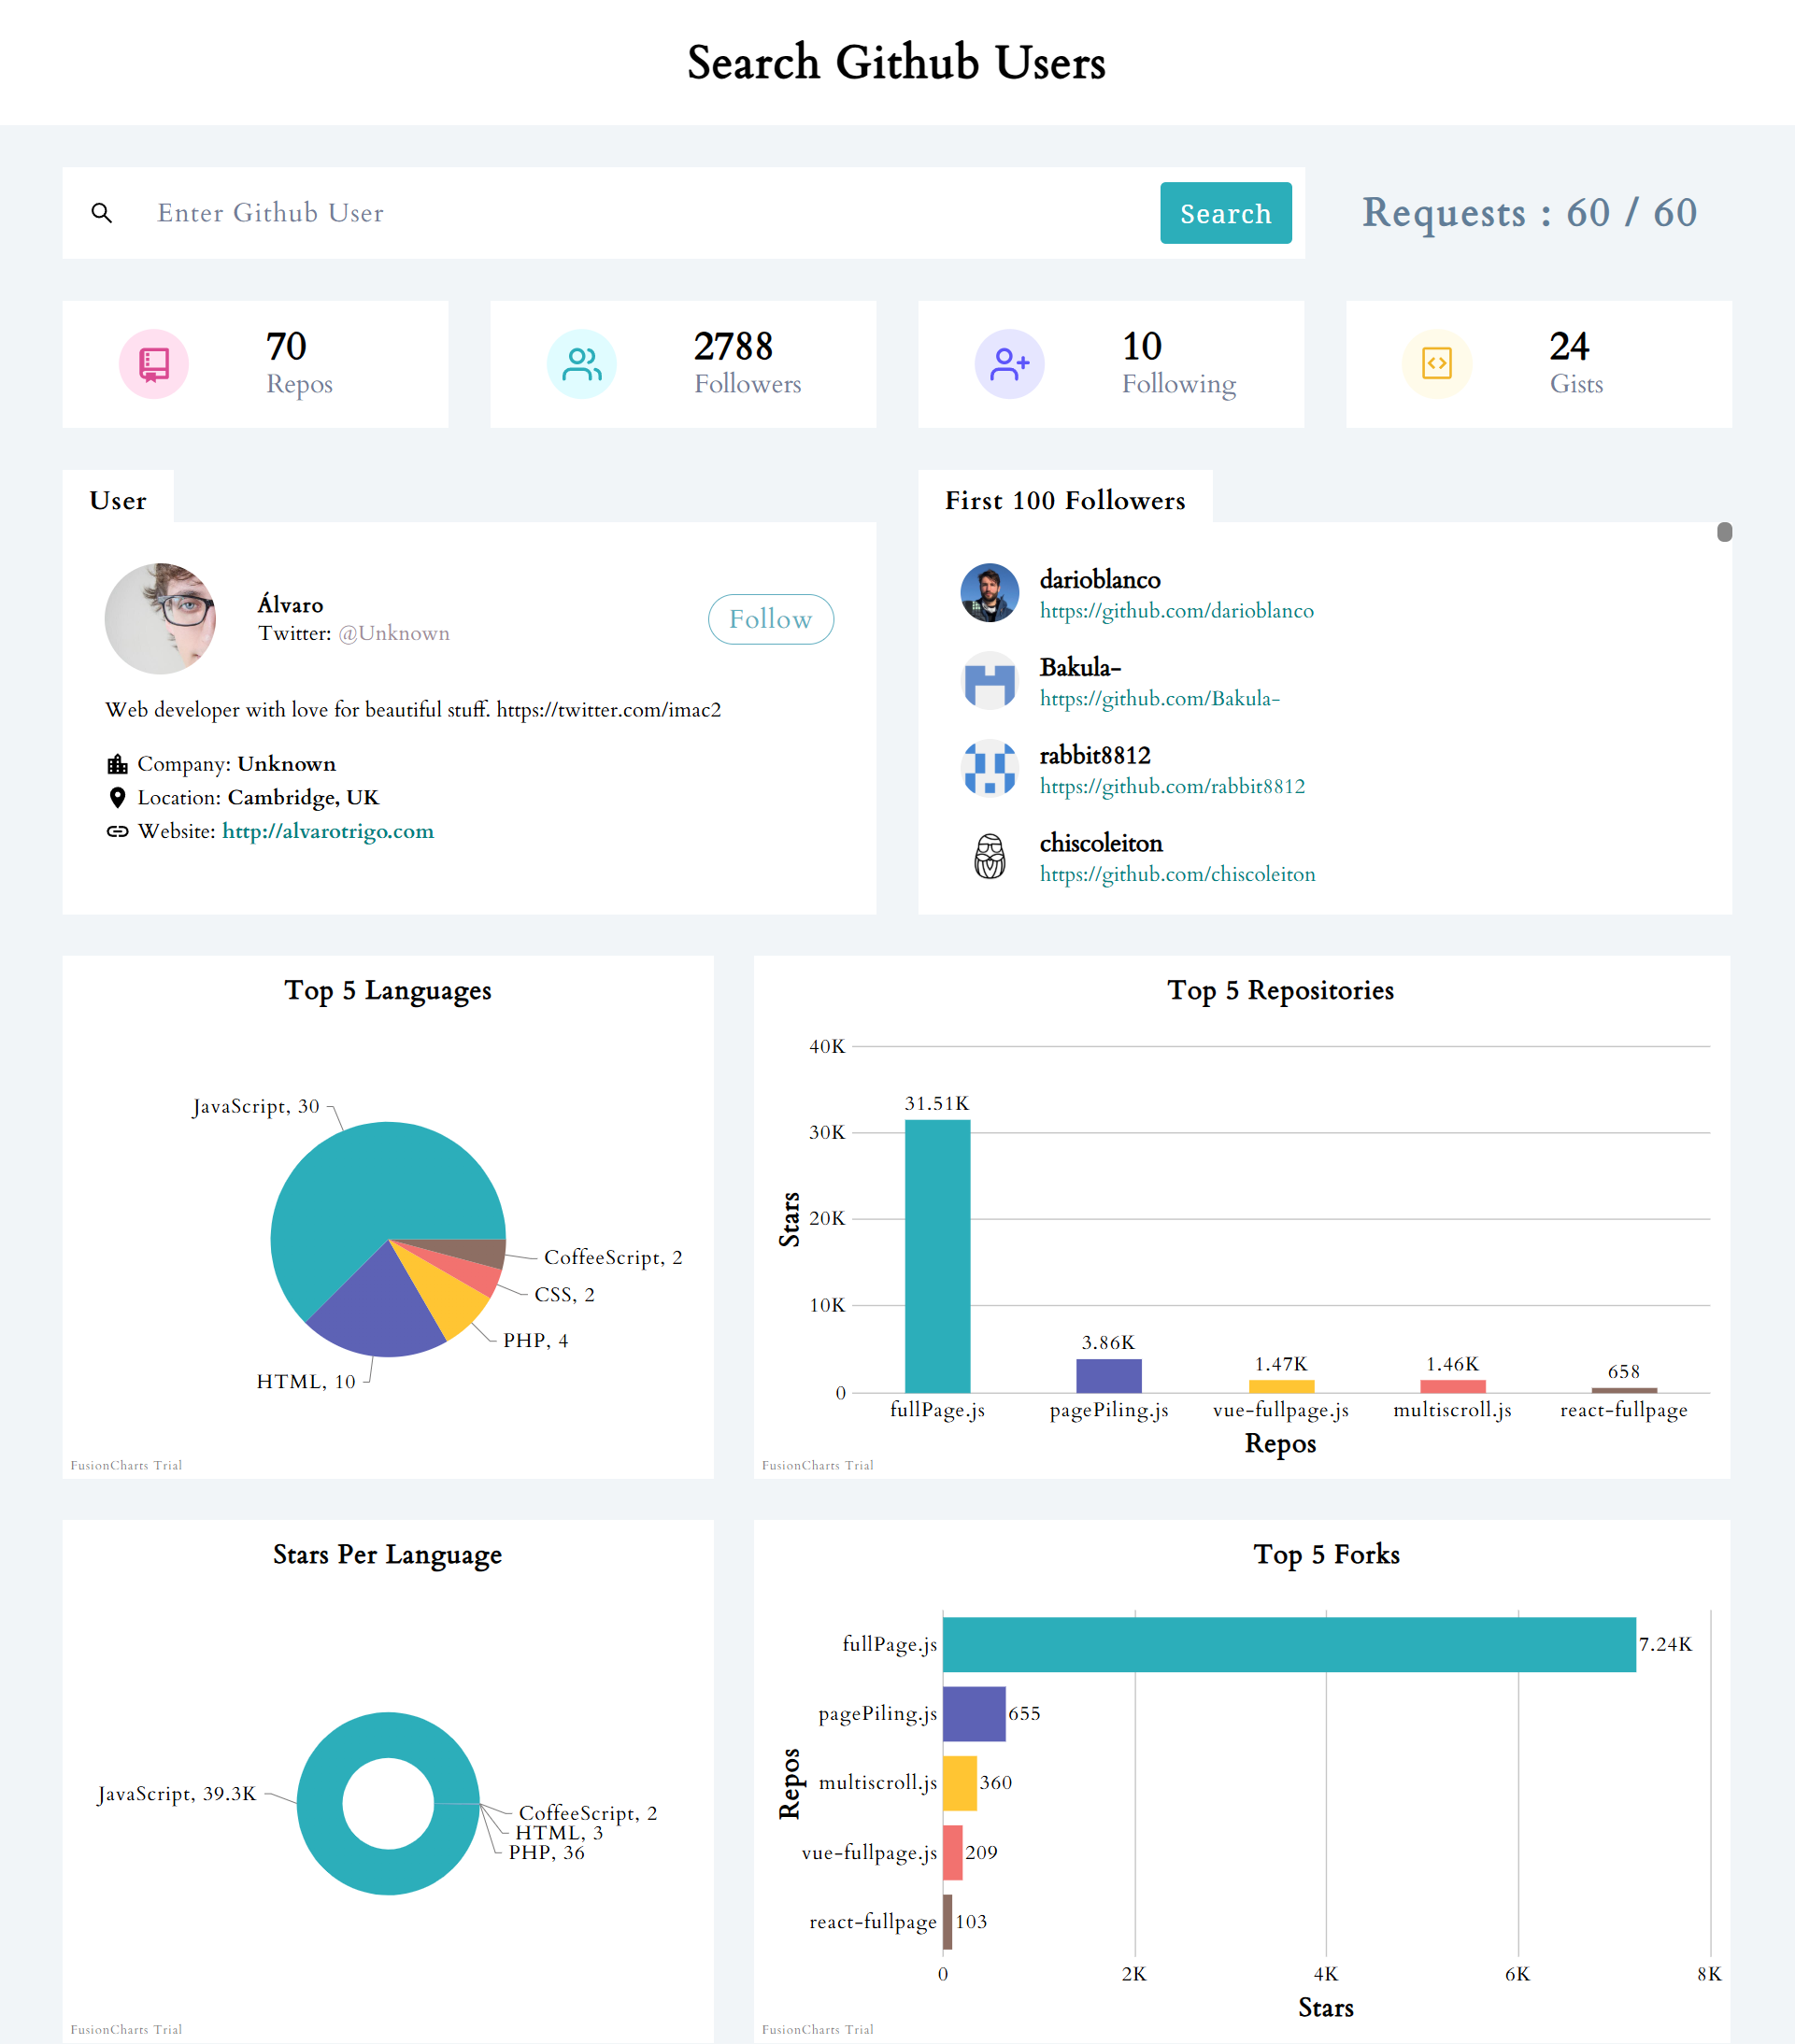 Search Github Users
Enter Github User
Search
Requests : 60 / 60
70
Repos
2788
Followers
10
Following
24
Gists
User
Álvaro
Twitter: @Unknown
Follow
Web developer with love for beautiful stuff. https://twitter.com/imac2
Company: Unknown
Location: Cambridge, UK
Website: http://alvarotrigo.com
First 100 Followers
darioblanco
https://github.com/darioblanco
Bakula-
https://github.com/Bakula-
rabbit8812
https://github.com/rabbit8812
chiscoleiton
https://github.com/chiscoleiton
Top 5 Languages
JavaScript, 30
CoffeeScript, 2
CSS, 2
PHP, 4
HTML, 10
FusionCharts Trial
Top 5 Repositories
40K
31.51K
30K
Stars
20K
10K
3.86K
1.47K
1.46K
658
0
fullPage.js
pagePiling.js
vue-fullpage.js
multiscroll.js
react-fullpage
Repos
FusionCharts Trial
Stars Per Language
JavaScript, 39.3K
CoffeeScript, 2
HTML, 3
PHP, 36
FusionCharts Trial
Top 5 Forks
fullPage.js
7.24K
pagePiling.js
655
Repos
multiscroll.js
360
vue-fullpage.js
209
react-fullpage
103
0
2K
4K
6K
8K
Stars
FusionCharts Trial